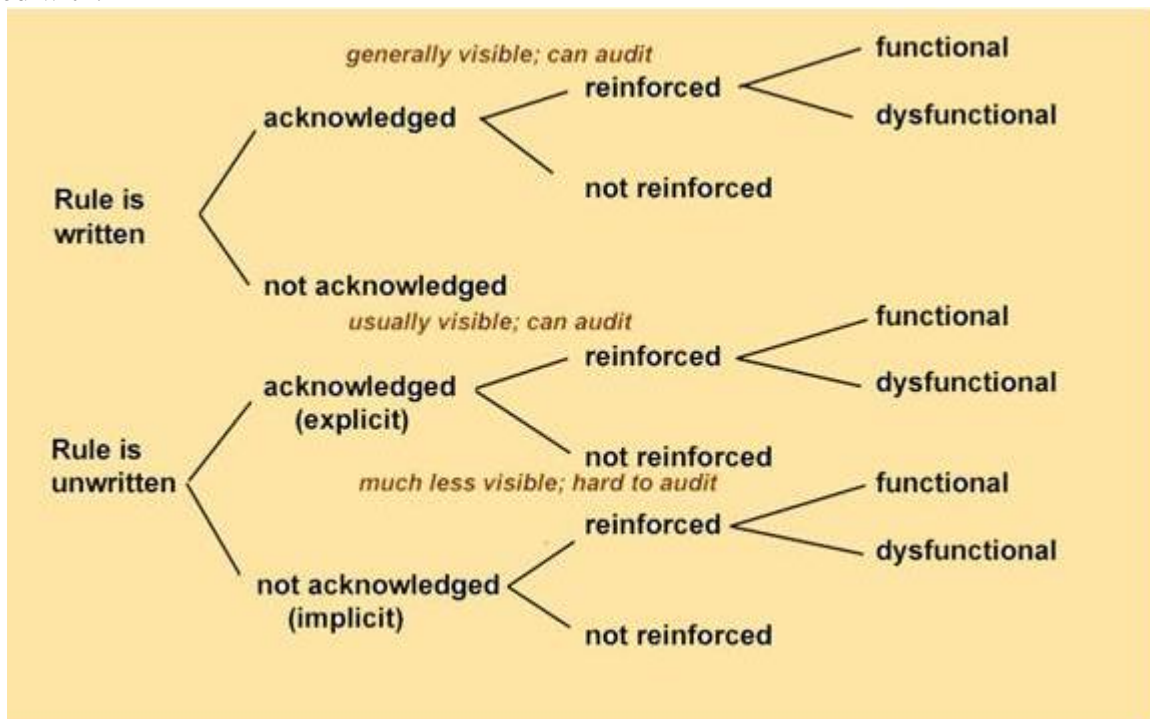 generally visible; can audit
functional
reinforced
dysfunctional
acknowledged
not reinforced
Rule is
written
not acknowledged
usually visible; can audit
functional
reinforced
dysfunctional
acknowledged
(explicit)
not reinforced
Rule is
unwritten
much less visible; hard to audit
functional
reinforced
dysfunctional
not acknowledged
(implicit)
not reinforced